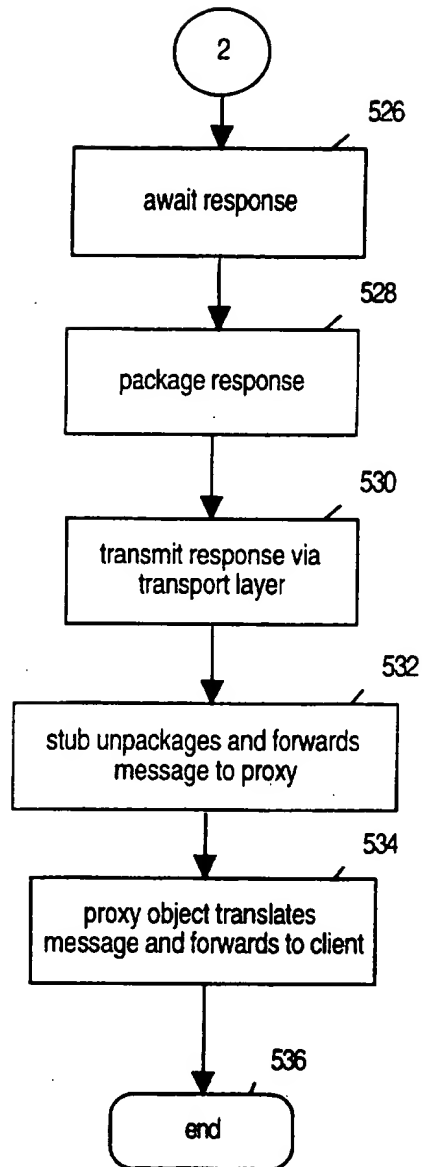 2
526
await response
528
package response
530
transmit response via
transport layer
532
stub unpackages and forwards
message to proxy
534
proxy object translates
message and forwards to client
536
end